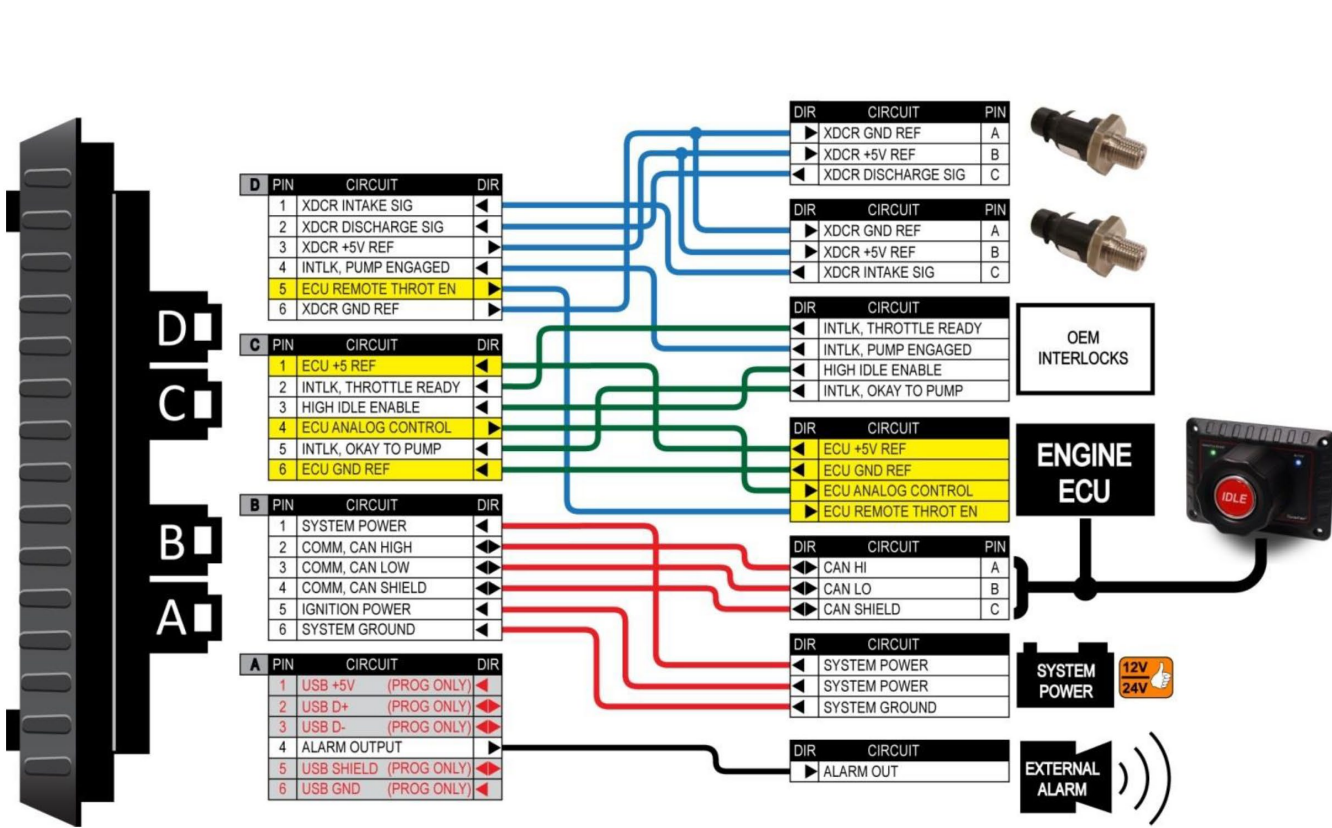 D
C
B
A
D PIN CIRCUIT DIR
1 XDCR INTAKE SIG
2 XDCR DISCHARGE SIG
3 XDCR +5V REF
4 INTLK, PUMP ENGAGED
5 ECU REMOTE THROT EN
6 XDCR GND REF
C PIN CIRCUIT DIR
1 ECU +5 REF
2 INTLK, THROTTLE READY
3 HIGH IDLE ENABLE
4 ECU ANALOG CONTROL
5 INTLK, OKAY TO PUMP
6 ECU GND REF
B PIN CIRCUIT DIR
1 SYSTEM POWER
2 COMM, CAN HIGH
3 COMM, CAN LOW
4 COMM, CAN SHIELD
5 IGNITION POWER
6 SYSTEM GROUND
A PIN CIRCUIT DIR
1 USB +5V (PROG ONLY)
2 USB D+ (PROG ONLY)
3 USB D- (PROG ONLY)
4 ALARM OUTPUT
5 USB SHIELD (PROG ONLY)
6 USB GND (PROG ONLY)
DIR CIRCUIT PIN
XDCR GND REF A
XDCR +5V REF B
XDCR DISCHARGE SIG C
DIR CIRCUIT PIN
XDCR GND REF A
XDCR +5V REF B
XDCR INTAKE SIG C
DIR CIRCUIT
INTLK, THROTTLE READY
INTLK, PUMP ENGAGED
HIGH IDLE ENABLE
INTLK, OKAY TO PUMP
OEM
INTERLOCKS
DIR CIRCUIT
ECU +5V REF
ECU GND REF
ECU ANALOG CONTROL
ECU REMOTE THROT EN
ENGINE
ECU
IDLE
DIR CIRCUIT PIN
CAN HI A
CAN LO B
CAN SHIELD C
DIR CIRCUIT
SYSTEM POWER
SYSTEM POWER
SYSTEM GROUND
SYSTEM
POWER
12V
24V
DIR CIRCUIT
ALARM OUT
EXTERNAL
ALARM